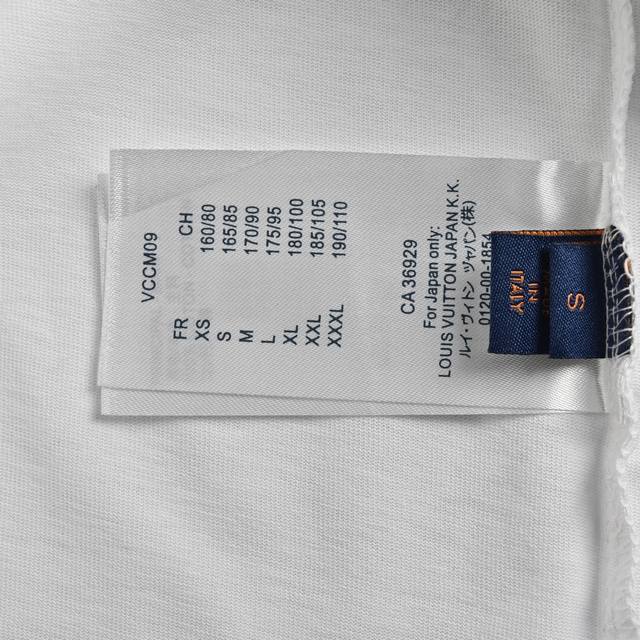 VCCM09
FR CH
XS 160/80
S 165/85
M 170/90
L 175/95
XL 180/100
XXL 185/105
XXXL 190/110
CA 36929
For Japan only:
LOUIS VUITTON JAPAN K.K.
ルイ・ヴィトン ジャパン(株)
0120-00-1854
IN
ITALY
S